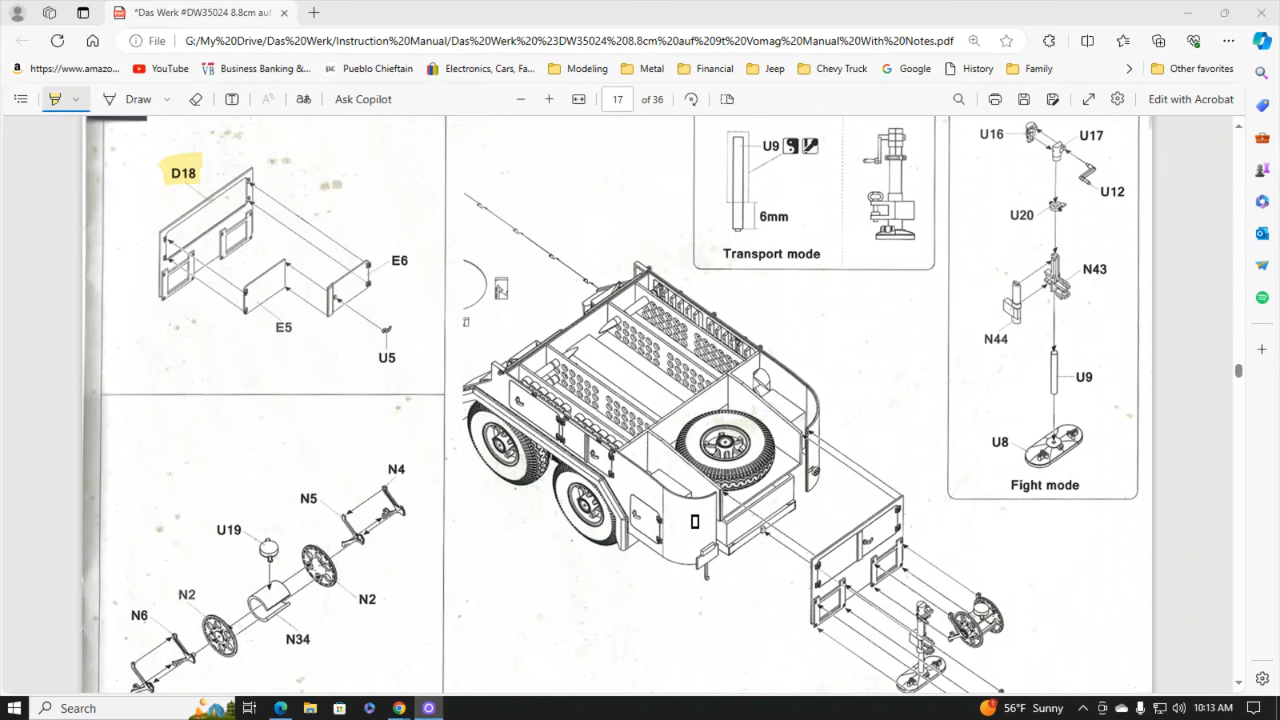 *Das Werk #DW35024 8.8cm auf
File
G:/My%20Drive/Das%20Werk/Instruction%20Manual/Das%20Werk%20%23DW35024%208.8cm%20auf%209t%20Vomag%20Manual%20With%20Notes.pdf
https://www.amazo...
YouTube
Business Banking &...
Pueblo Chieftain
Electronics, Cars, Fa...
Modeling
Metal
Financial
Jeep
Chevy Truck
Google
History
Family
Other favorites
Draw
Ask Copilot
17 of 36
Edit with Acrobat
D18
E6
E5
U5
U9
6mm
Transport mode
U16
U17
U12
U20
N43
N44
U9
U8
Fight mode
N4
N5
U19
N2
N2
N6
N34
Search
56°F Sunny
10:13 AM